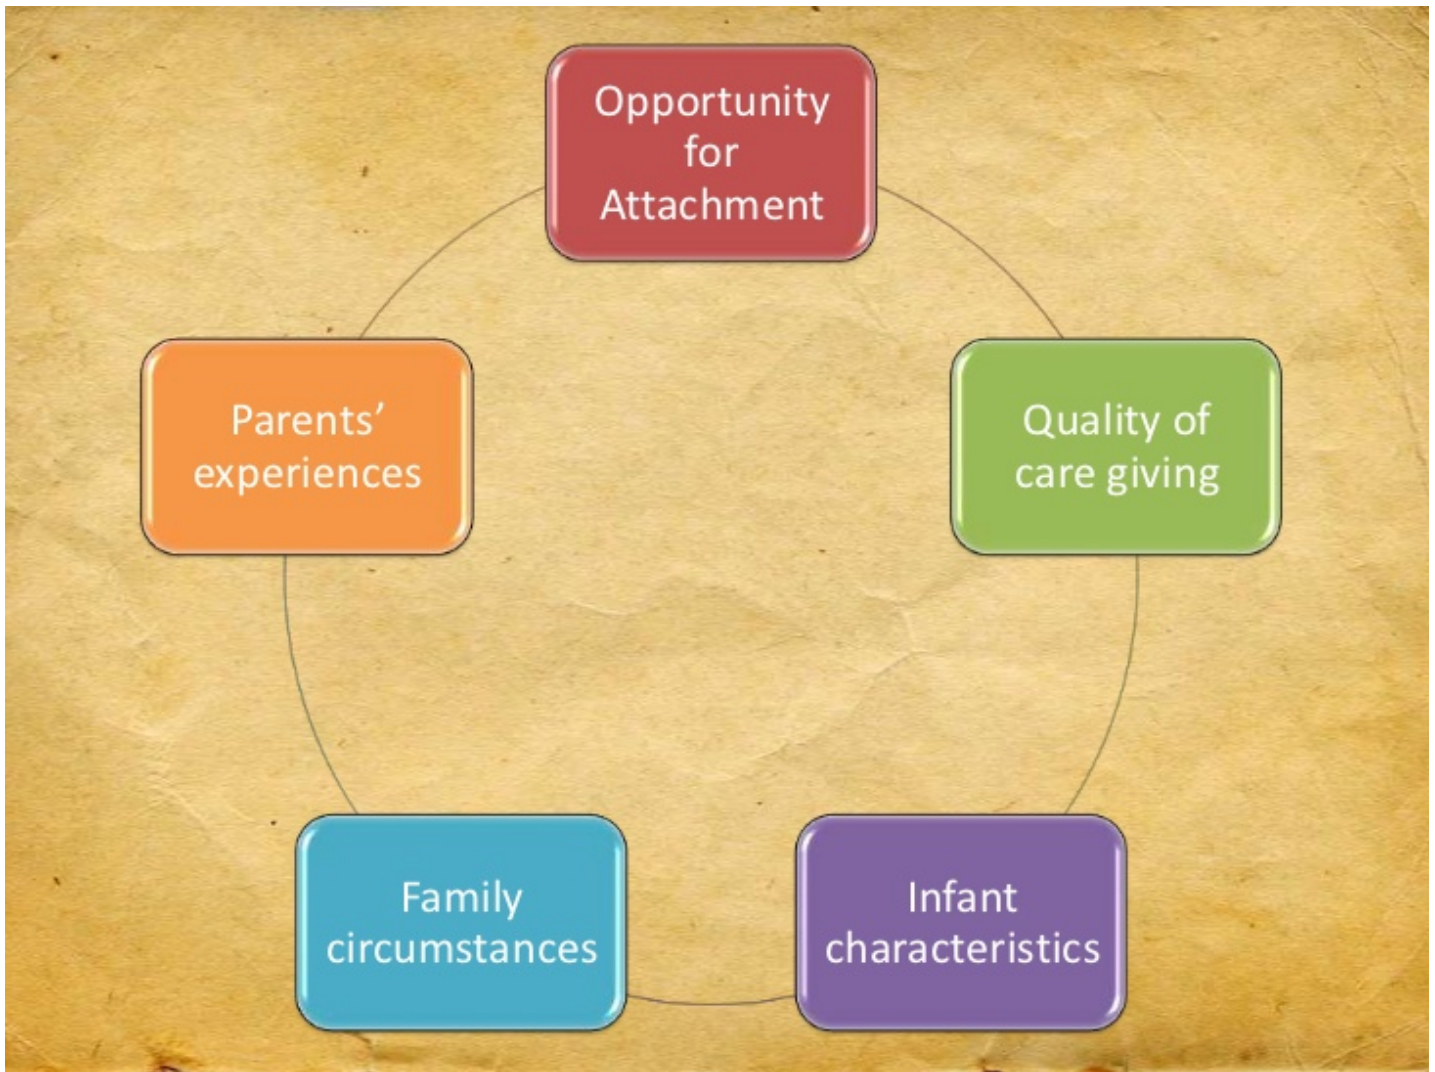 Opportunity
for
Attachment
Quality of
care giving
Infant
characteristics
Family
circumstances
Parents’
experiences